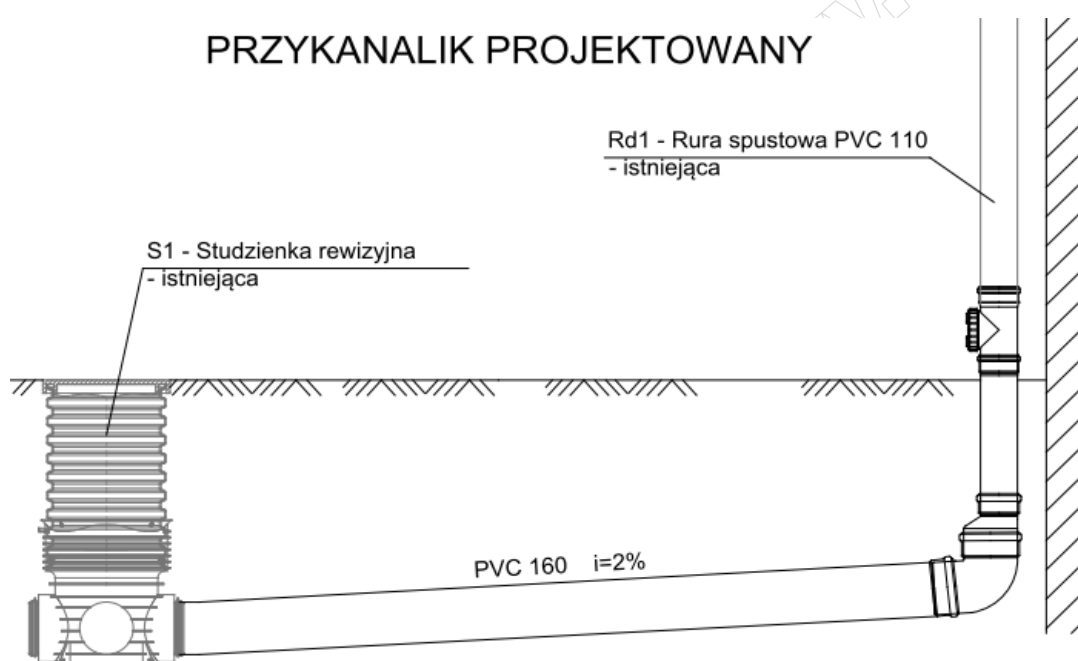 PRZYKANALIK PROJEKTOWANY
Rd1 - Rura spustowa PVC 110
- istniejąca
S1 - Studzienka rewizyjna
- istniejąca
PVC 160 i=2%